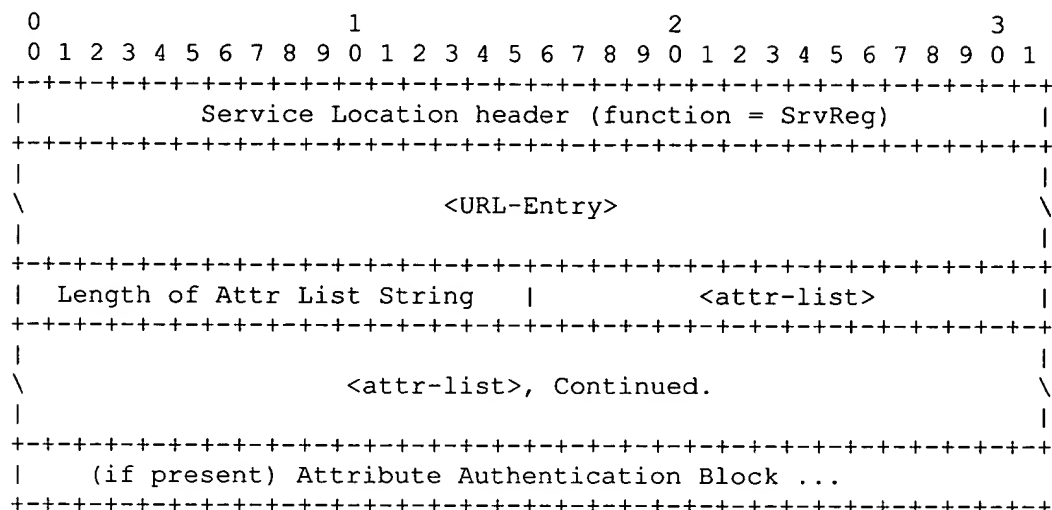 0                   1                   2                   3
 0 1 2 3 4 5 6 7 8 9 0 1 2 3 4 5 6 7 8 9 0 1 2 3 4 5 6 7 8 9 0 1
+-+-+-+-+-+-+-+-+-+-+-+-+-+-+-+-+-+-+-+-+-+-+-+-+-+-+-+-+-+-+-+-+
|           Service Location header (function = SrvReg)         |
+-+-+-+-+-+-+-+-+-+-+-+-+-+-+-+-+-+-+-+-+-+-+-+-+-+-+-+-+-+-+-+-+
|                                                               |
\                          <URL-Entry>                          \
|                                                               |
+-+-+-+-+-+-+-+-+-+-+-+-+-+-+-+-+-+-+-+-+-+-+-+-+-+-+-+-+-+-+-+-+
|  Length of Attr List String   |          <attr-list>          |
+-+-+-+-+-+-+-+-+-+-+-+-+-+-+-+-+-+-+-+-+-+-+-+-+-+-+-+-+-+-+-+-+
|                                                               |
\                    <attr-list>, Continued.                    \
|                                                               |
+-+-+-+-+-+-+-+-+-+-+-+-+-+-+-+-+-+-+-+-+-+-+-+-+-+-+-+-+-+-+-+-+
|    (if present) Attribute Authentication Block ...
+-+-+-+-+-+-+-+-+-+-+-+-+-+-+-+-+-+-+-+-+-+-+-+-+-+-+-+-+-+-+-+-+